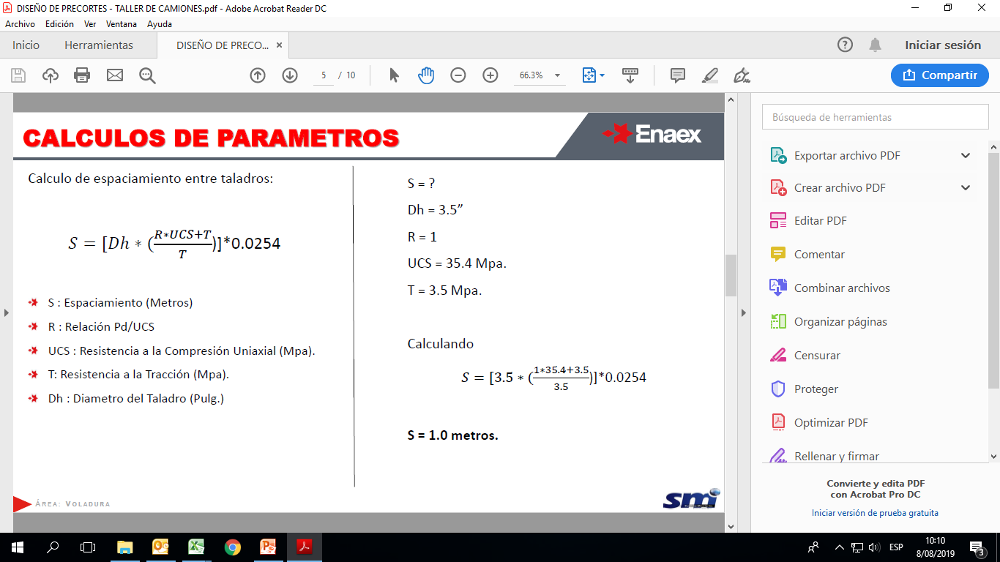 DISEÑO DE PRECORTES - TALLER DE CAMIONES.pdf - Adobe Acrobat Reader DC
Archivo Edición Ver Ventana Ayuda
Inicio Herramientas DISEÑO DE PRECO... × Iniciar sesión
5 / 10 66.3% Compartir
CALCULOS DE PARAMETROS
Enaex
Calculo de espaciamiento entre taladros:
S = [Dh ∗ (R∗UCS+T/T)]*0.0254
S : Espaciamiento (Metros)
R : Relación Pd/UCS
UCS : Resistencia a la Compresión Uniaxial (Mpa).
T: Resistencia a la Tracción (Mpa).
Dh : Diametro del Taladro (Pulg.)
S = ?
Dh = 3.5”
R = 1
UCS = 35.4 Mpa.
T = 3.5 Mpa.
Calculando
S = [3.5 ∗ (1∗35.4+3.5/3.5)]*0.0254
S = 1.0 metros.
ÁREA: VOLADURA
smi
Búsqueda de herramientas
Exportar archivo PDF
Crear archivo PDF
Editar PDF
Comentar
Combinar archivos
Organizar páginas
Censurar
Proteger
Optimizar PDF
Rellenar y firmar
Convierte y edita PDF
con Acrobat Pro DC
Iniciar versión de prueba gratuita
ESP
10:10
8/08/2019
3